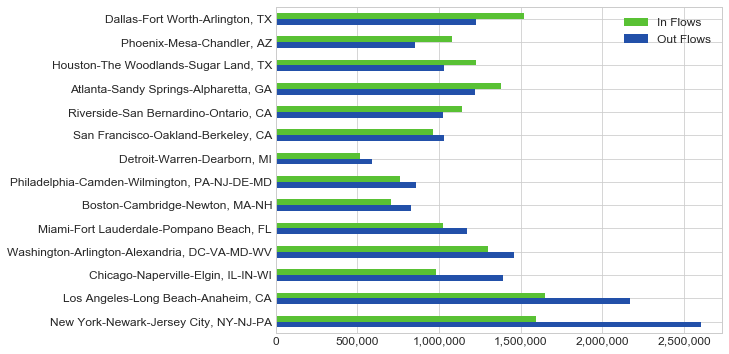 Dallas-Fort Worth-Arlington, TX
In Flows
Out Flows
Phoenix-Mesa-Chandler, AZ
Houston-The Woodlands-Sugar Land, TX
Atlanta-Sandy Springs-Alpharetta, GA
Riverside-San Bernardino-Ontario, CA
San Francisco-Oakland-Berkeley, CA
Detroit-Warren-Dearborn, MI
Philadelphia-Camden-Wilmington, PA-NJ-DE-MD
Boston-Cambridge-Newton, MA-NH
Miami-Fort Lauderdale-Pompano Beach, FL
Washington-Arlington-Alexandria, DC-VA-MD-WV
Chicago-Naperville-Elgin, IL-IN-WI
Los Angeles-Long Beach-Anaheim, CA
New York-Newark-Jersey City, NY-NJ-PA
0 500,000 1,000,000 1,500,000 2,000,000 2,500,000